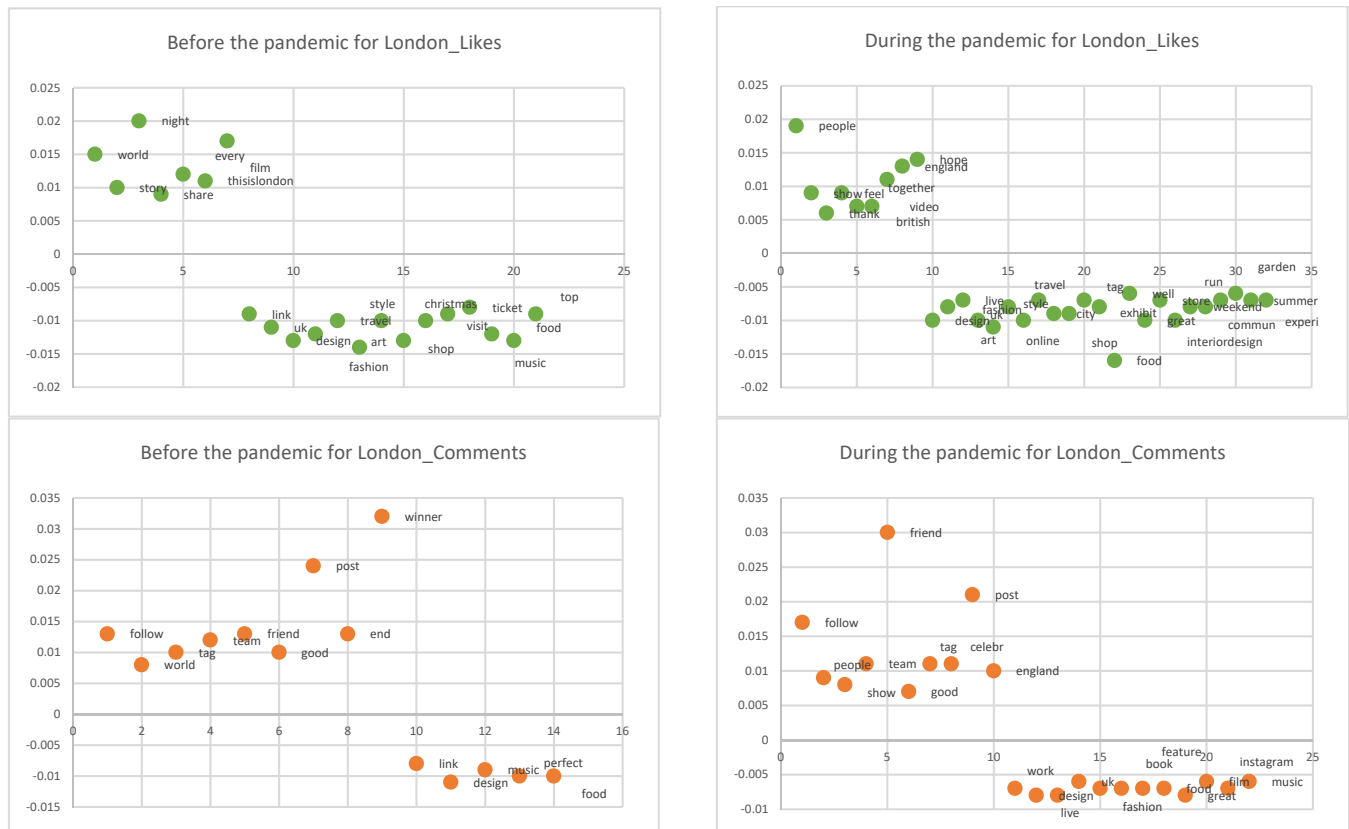 Before the pandemic for London_Likes
0.025
0.02
0.015
0.01
0.005
0
-0.005
-0.01
-0.015
-0.02
0 5 10 15 20 25
night
world
every
film
thisislondon
story
share
link
uk
design
style
travel
art
fashion
christmas
shop
visit
ticket
top
food
music
During the pandemic for London_Likes
0.025
0.02
0.015
0.01
0.005
0
-0.005
-0.01
-0.015
-0.02
0 5 10 15 20 25 30 35
people
hope
england
together
show feel
thank
video
british
garden
design
live
fashion
uk
art
style
online
travel
city
shop
tag
exhibit
food
well
great
store
interiordesign
run
weekend
commun
summer
experi
Before the pandemic for London_Comments
0.035
0.03
0.025
0.02
0.015
0.01
0.005
0
-0.005
-0.01
-0.015
0 2 4 6 8 10 12 14 16
winner
post
follow
world
tag
team
friend
good
end
link
design
music
perfect
food
During the pandemic for London_Comments
0.035
0.03
0.025
0.02
0.015
0.01
0.005
0
-0.005
-0.01
0 5 10 15 20 25
friend
post
follow
people
show
team
tag
celebr
good
england
work
design
live
uk
fashion
book
feature
food
great
film
instagram
music